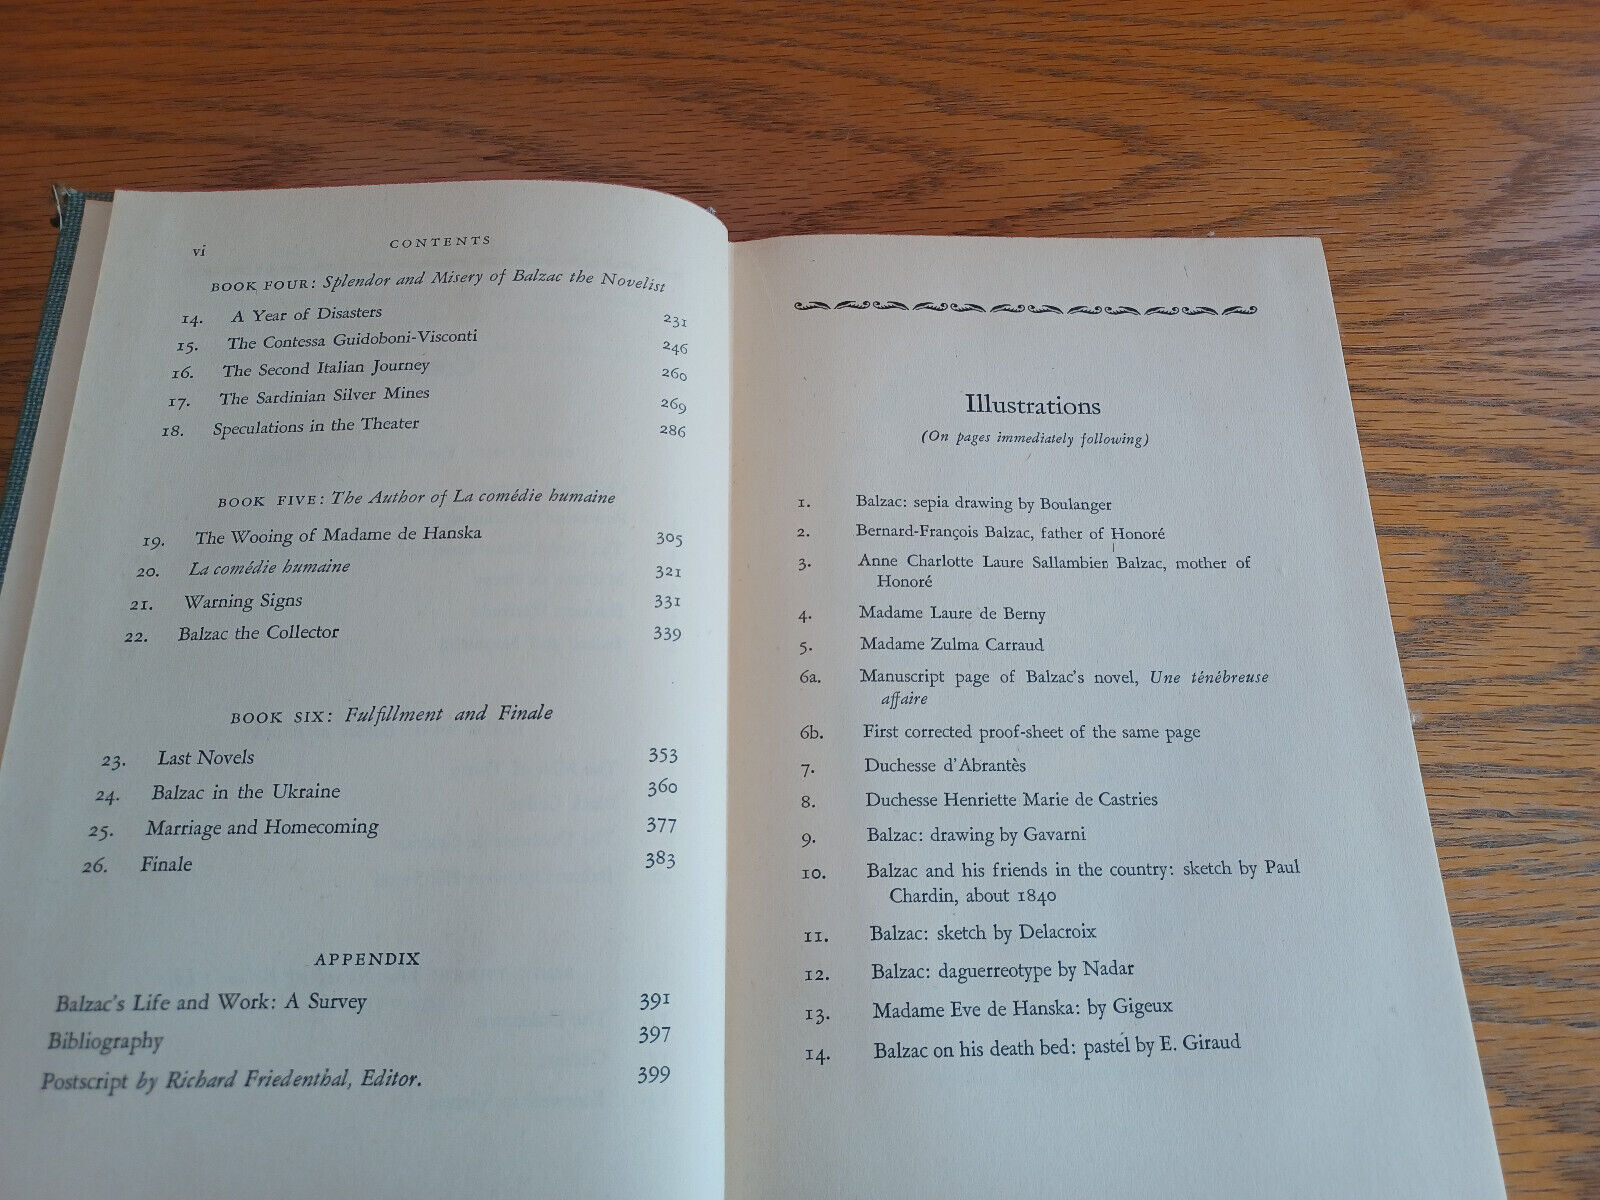 vi CONTENTS
BOOK FOUR: Splendor and Misery of Balzac the Novelist
14. A Year of Disasters 231
15. The Contessa Guidoboni-Visconti 246
16. The Second Italian Journey 260
17. The Sardinian Silver Mines 269
18. Speculations in the Theater 286
BOOK FIVE: The Author of La comédie humaine
19. The Wooing of Madame de Hanska 305
20. La comédie humaine 321
21. Warning Signs 331
22. Balzac the Collector 339
BOOK SIX: Fulfillment and Finale
23. Last Novels 353
24. Balzac in the Ukraine 360
25. Marriage and Homecoming 377
26. Finale 383
APPENDIX
Balzac's Life and Work: A Survey 391
Bibliography 397
Postscript by Richard Friedenthal, Editor. 399
Illustrations
(On pages immediately following)
1. Balzac: sepia drawing by Boulanger
2. Bernard-François Balzac, father of Honoré
3. Anne Charlotte Laure Sallambier Balzac, mother of
Honoré
4. Madame Laure de Berny
5. Madame Zulma Carraud
6a. Manuscript page of Balzac's novel, Une ténébreuse
affaire
6b. First corrected proof-sheet of the same page
7. Duchesse d'Abrantès
8. Duchesse Henriette Marie de Castries
9. Balzac: drawing by Gavarni
10. Balzac and his friends in the country: sketch by Paul
Chardin, about 1840
11. Balzac: sketch by Delacroix
12. Balzac: daguerreotype by Nadar
13. Madame Eve de Hanska: by Gigeux
14. Balzac on his death bed: pastel by E. Giraud